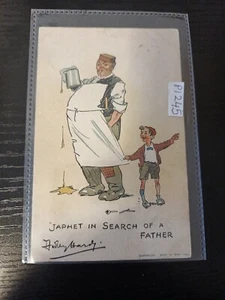 P1245
"JAPHET IN SEARCH OF A
FATHER"
Dudley Hardy.